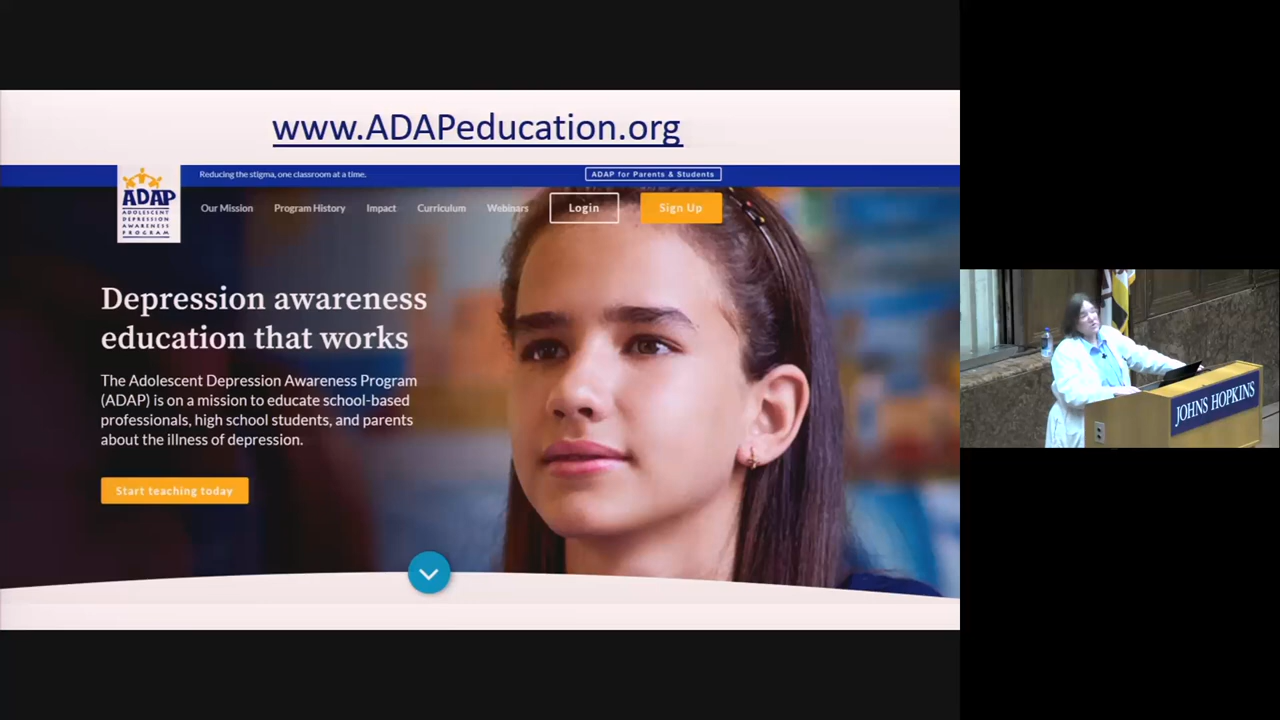 www.ADAPeducation.org
Reducing the stigma, one classroom at a time.
ADAP for Parents & Students
ADAP
ADOLESCENT
DEPRESSION
AWARENESS
PROGRAM
Our Mission Program History Impact Curriculum Webinars Login Sign Up
Depression awareness
education that works
The Adolescent Depression Awareness Program
(ADAP) is on a mission to educate school-based
professionals, high school students, and parents
about the illness of depression.
Start teaching today
JOHNS HOPKINS